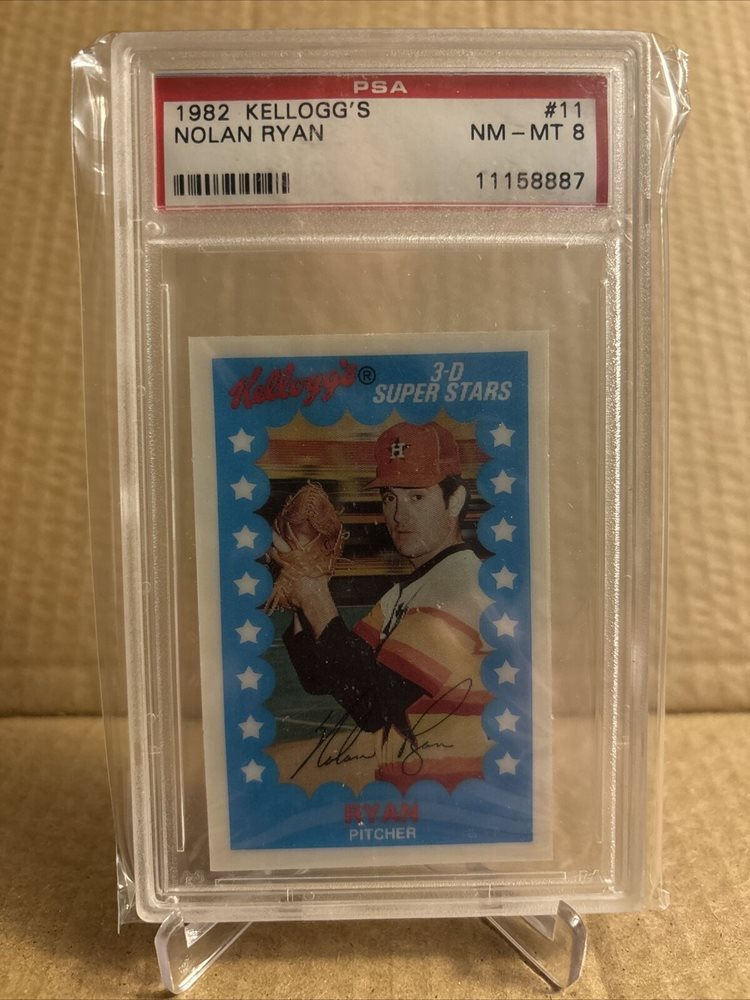 PSA
1982 KELLOGG'S #11
NOLAN RYAN NM - MT 8
11158887
Kellogg's® 3-D
SUPER STARS
H
Nolan Ryan
RYAN
PITCHER